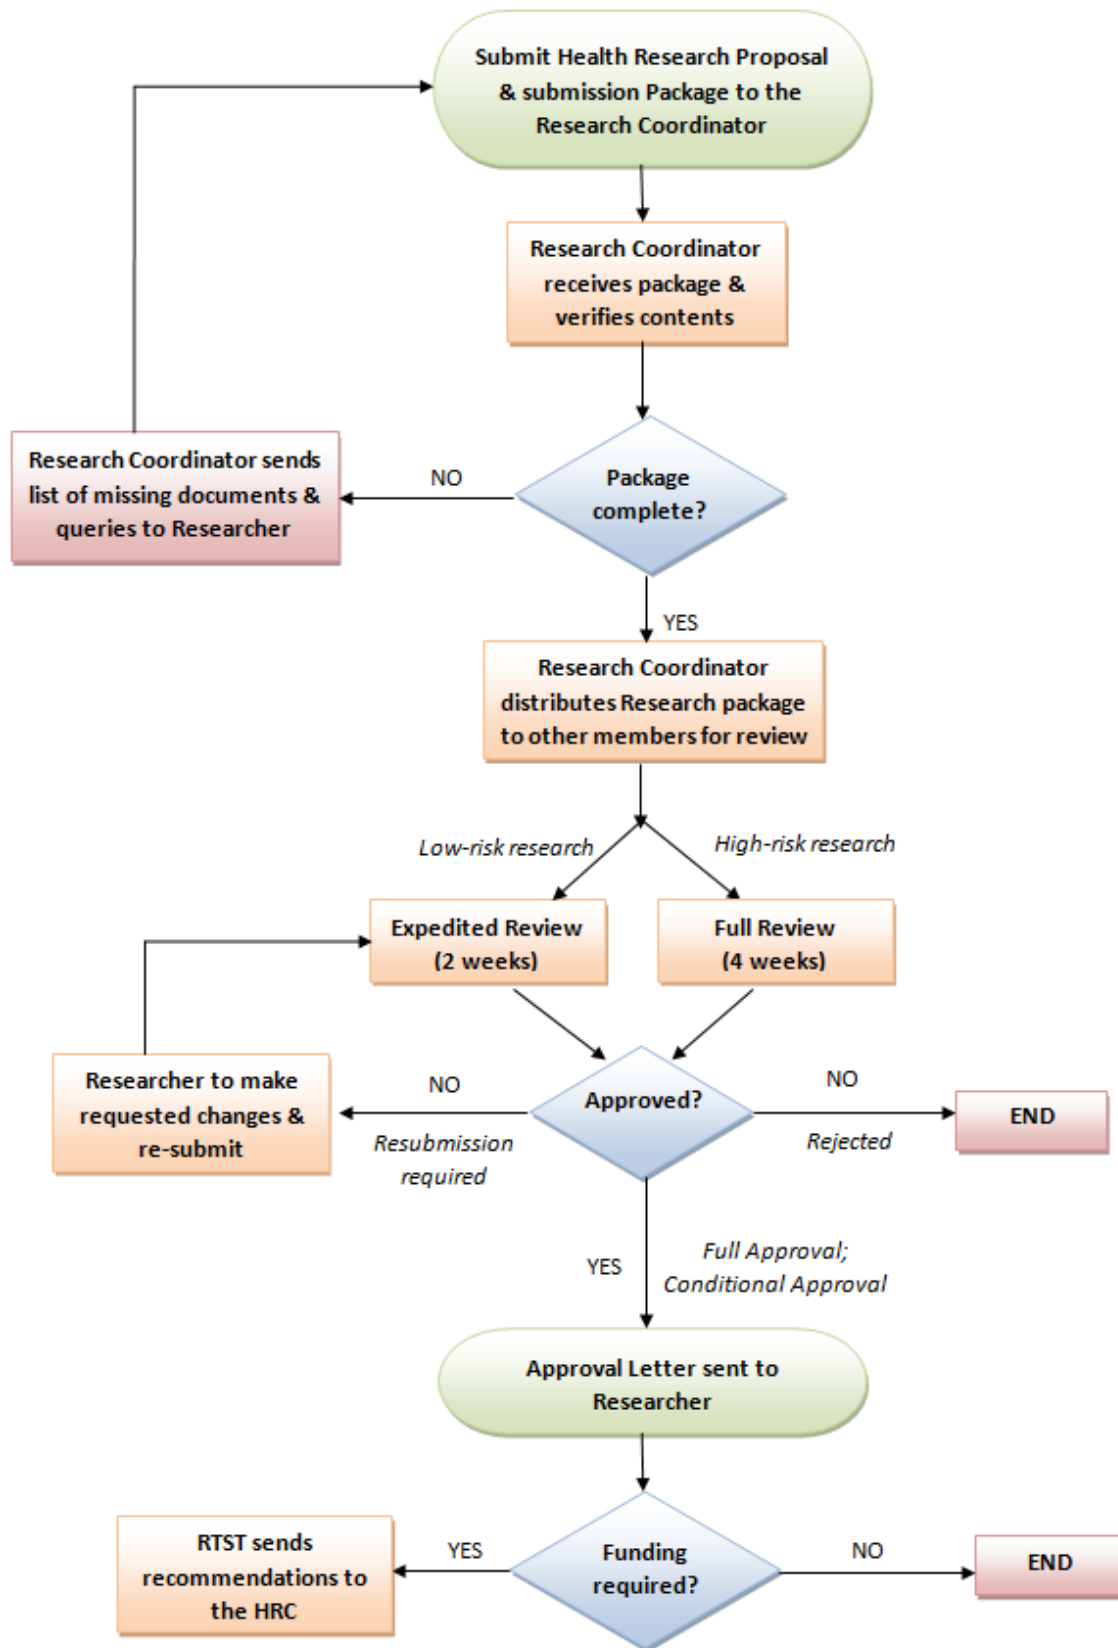 Submit Health Research Proposal
& submission Package to the
Research Coordinator
Research Coordinator
receives package &
verifies contents
Research Coordinator sends
list of missing documents &
queries to Researcher
NO
Package
complete?
YES
Research Coordinator
distributes Research package
to other members for review
Low-risk research
High-risk research
Expedited Review
(2 weeks)
Full Review
(4 weeks)
Researcher to make
requested changes &
re-submit
NO
Resubmission
required
Approved?
NO
Rejected
END
YES
Full Approval;
Conditional Approval
Approval Letter sent to
Researcher
RTST sends
recommendations to
the HRC
YES
Funding
required?
NO
END